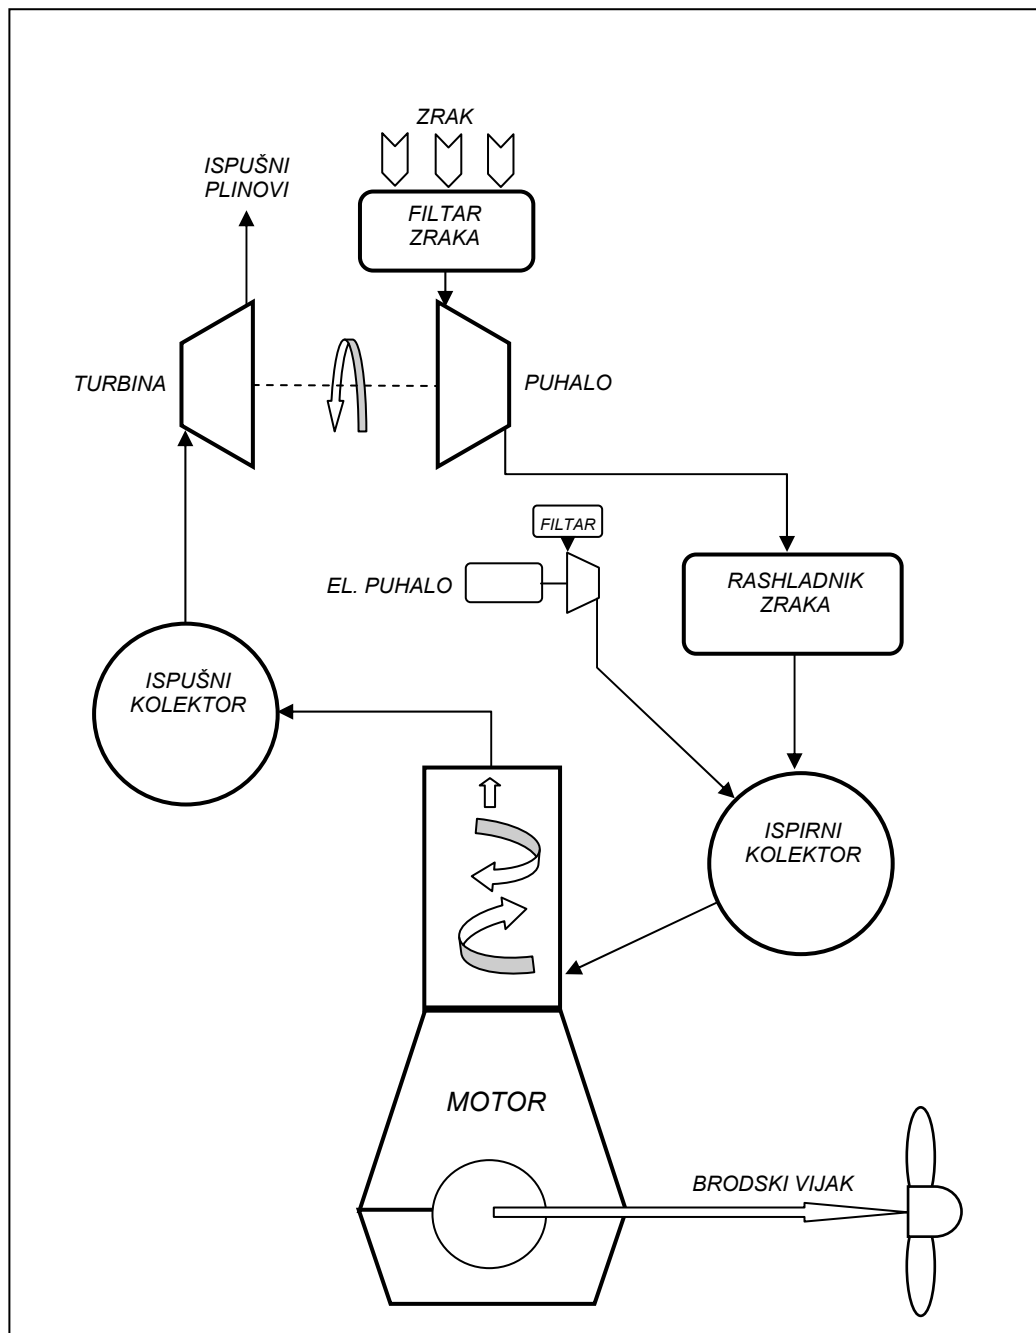 ZRAK
ISPUŠNI
PLINOVI
FILTAR
ZRAKA
TURBINA
PUHALO
FILTAR
EL. PUHALO
RASHLADNIK
ZRAKA
ISPUŠNI
KOLEKTOR
ISPIRNI
KOLEKTOR
MOTOR
BRODSKI VIJAK